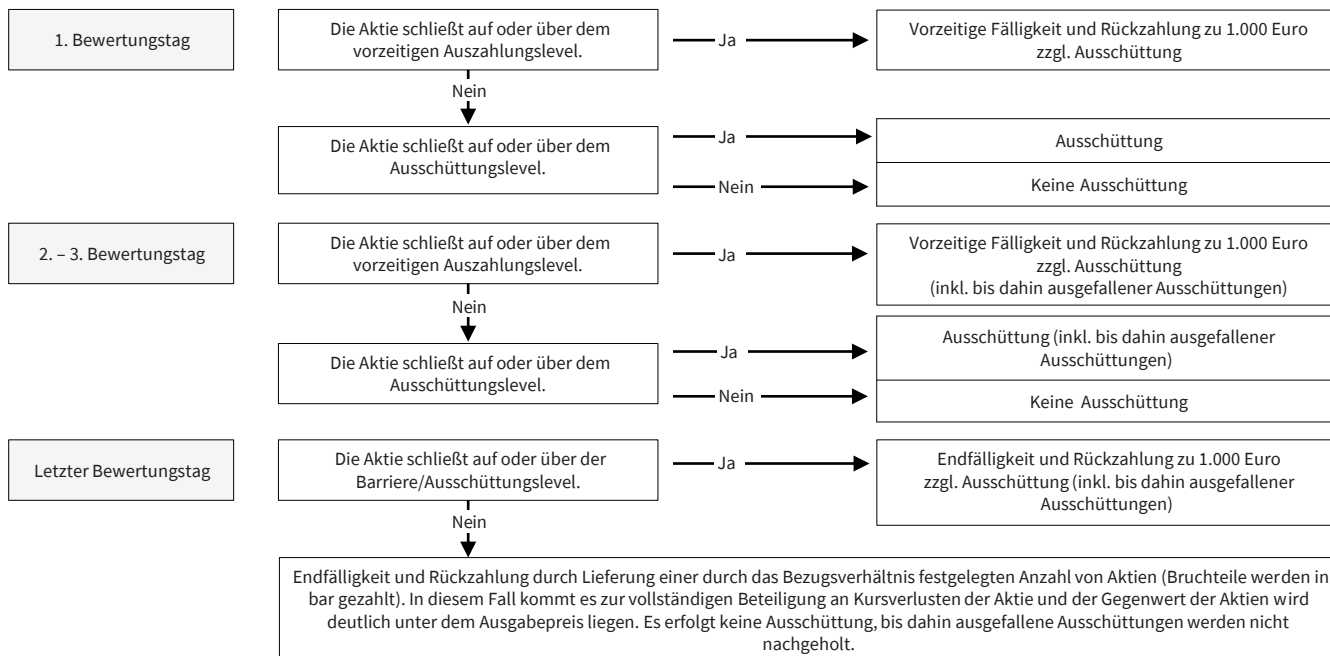 1. Bewertungstag
Die Aktie schließt auf oder über dem
vorzeitigen Auszahlungslevel.
Ja
Vorzeitige Fälligkeit und Rückzahlung zu 1.000 Euro
zzgl. Ausschüttung
Nein
Die Aktie schließt auf oder über dem
Ausschüttungslevel.
Ja
Ausschüttung
Nein
Keine Ausschüttung
2. – 3. Bewertungstag
Die Aktie schließt auf oder über dem
vorzeitigen Auszahlungslevel.
Ja
Vorzeitige Fälligkeit und Rückzahlung zu 1.000 Euro
zzgl. Ausschüttung
(inkl. bis dahin ausgefallener Ausschüttungen)
Nein
Die Aktie schließt auf oder über dem
Ausschüttungslevel.
Ja
Ausschüttung (inkl. bis dahin ausgefallener
Ausschüttungen)
Nein
Keine Ausschüttung
Letzter Bewertungstag
Die Aktie schließt auf oder über der
Barriere/Ausschüttungslevel.
Ja
Endfälligkeit und Rückzahlung zu 1.000 Euro
zzgl. Ausschüttung (inkl. bis dahin ausgefallener
Ausschüttungen)
Nein
Endfälligkeit und Rückzahlung durch Lieferung einer durch das Bezugsverhältnis festgelegten Anzahl von Aktien (Bruchteile werden in
bar gezahlt). In diesem Fall kommt es zur vollständigen Beteiligung an Kursverlusten der Aktie und der Gegenwert der Aktien wird
deutlich unter dem Ausgabepreis liegen. Es erfolgt keine Ausschüttung, bis dahin ausgefallene Ausschüttungen werden nicht
nachgeholt.